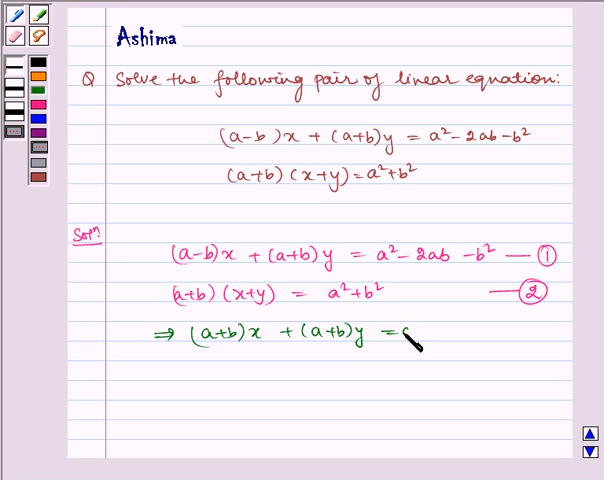 Ashima
Q Solve the following pair of linear equation:
(a-b)x + (a+b)y = a²-2ab-b²
(a+b)(x+y)=a²+b²
Solⁿ
(a-b)x + (a+b)y = a²-2ab-b² — ①
(a+b)(x+y) = a²+b² — ②
⇒ (a+b)x + (a+b)y =